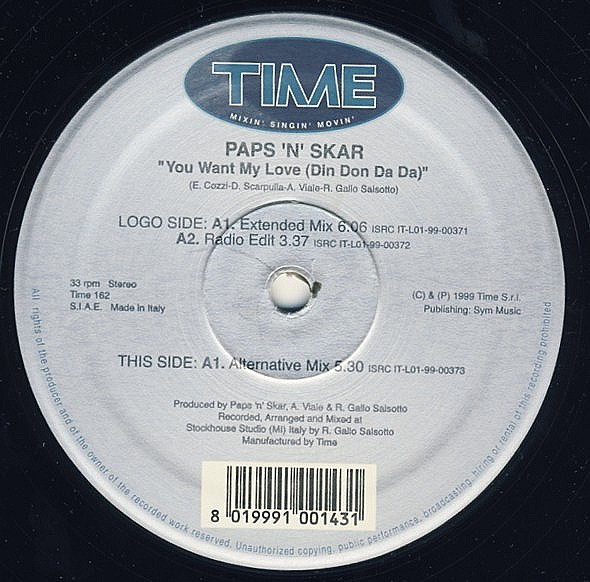 TIME
MIXIN' SINGIN' MOVIN'
PAPS 'N' SKAR
"You Want My Love (Din Don Da Da)"
(E. Cozzi-D. Scarpulla-A. Viale-R. Gallo Salsotto)
LOGO SIDE: A1. Extended Mix 6.06 ISRC IT-L01-99-00371
A2. Radio Edit 3.37 ISRC IT-L01-99-00372
33 rpm Stereo
Time 162
S.I.A.E. Made in Italy
(C) & (P) 1999 Time S.r.l.
Publishing: Sym Music
THIS SIDE: A1. Alternative Mix 5.30 ISRC IT-L01-99-00373
Produced by Paps 'n' Skar, A. Viale & R. Gallo Salsotto
Recorded, Arranged and Mixed at
Stockhouse Studio (MI) Italy by R. Gallo Salsotto
Manufactured by Time
8 019991 001431
All rights of the producer and of the owner of the recorded work reserved. Unauthorized copying, public performance, broadcasting, hiring or rental of this recording prohibited